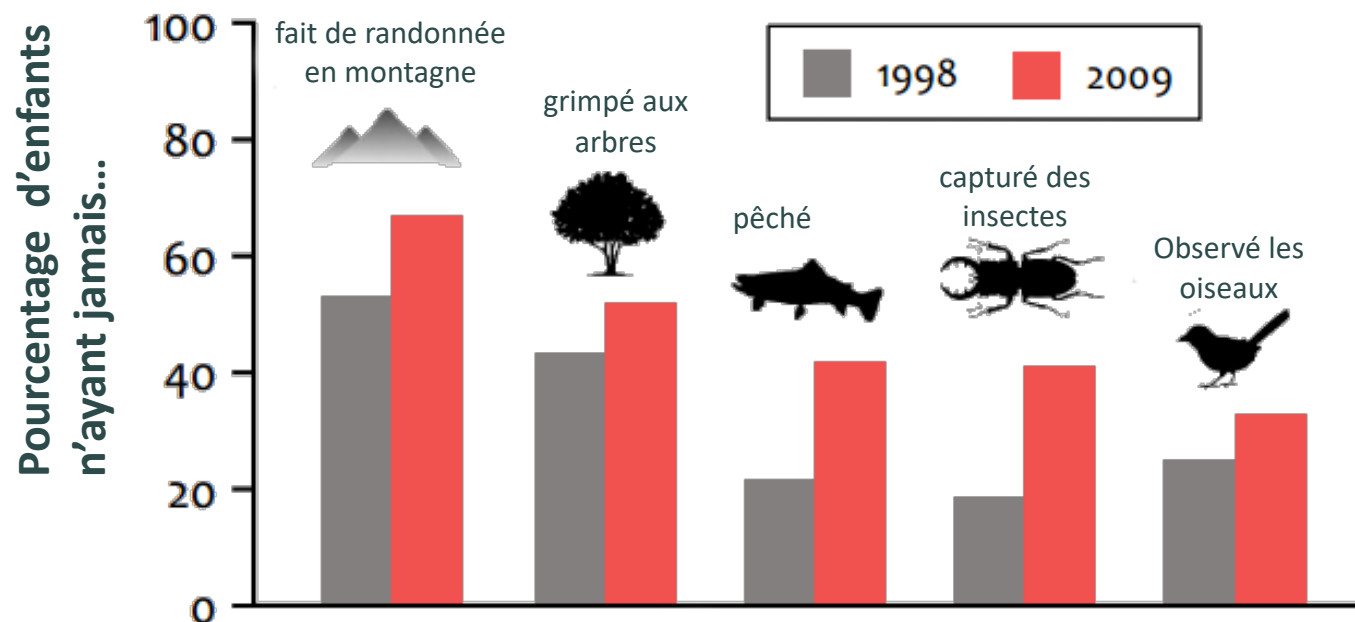 Pourcentage d'enfants
n'ayant jamais...
100
80
60
40
20
0
fait de randonnée
en montagne
grimpé aux
arbres
pêché
capturé des
insectes
Observé les
oiseaux
1998
2009